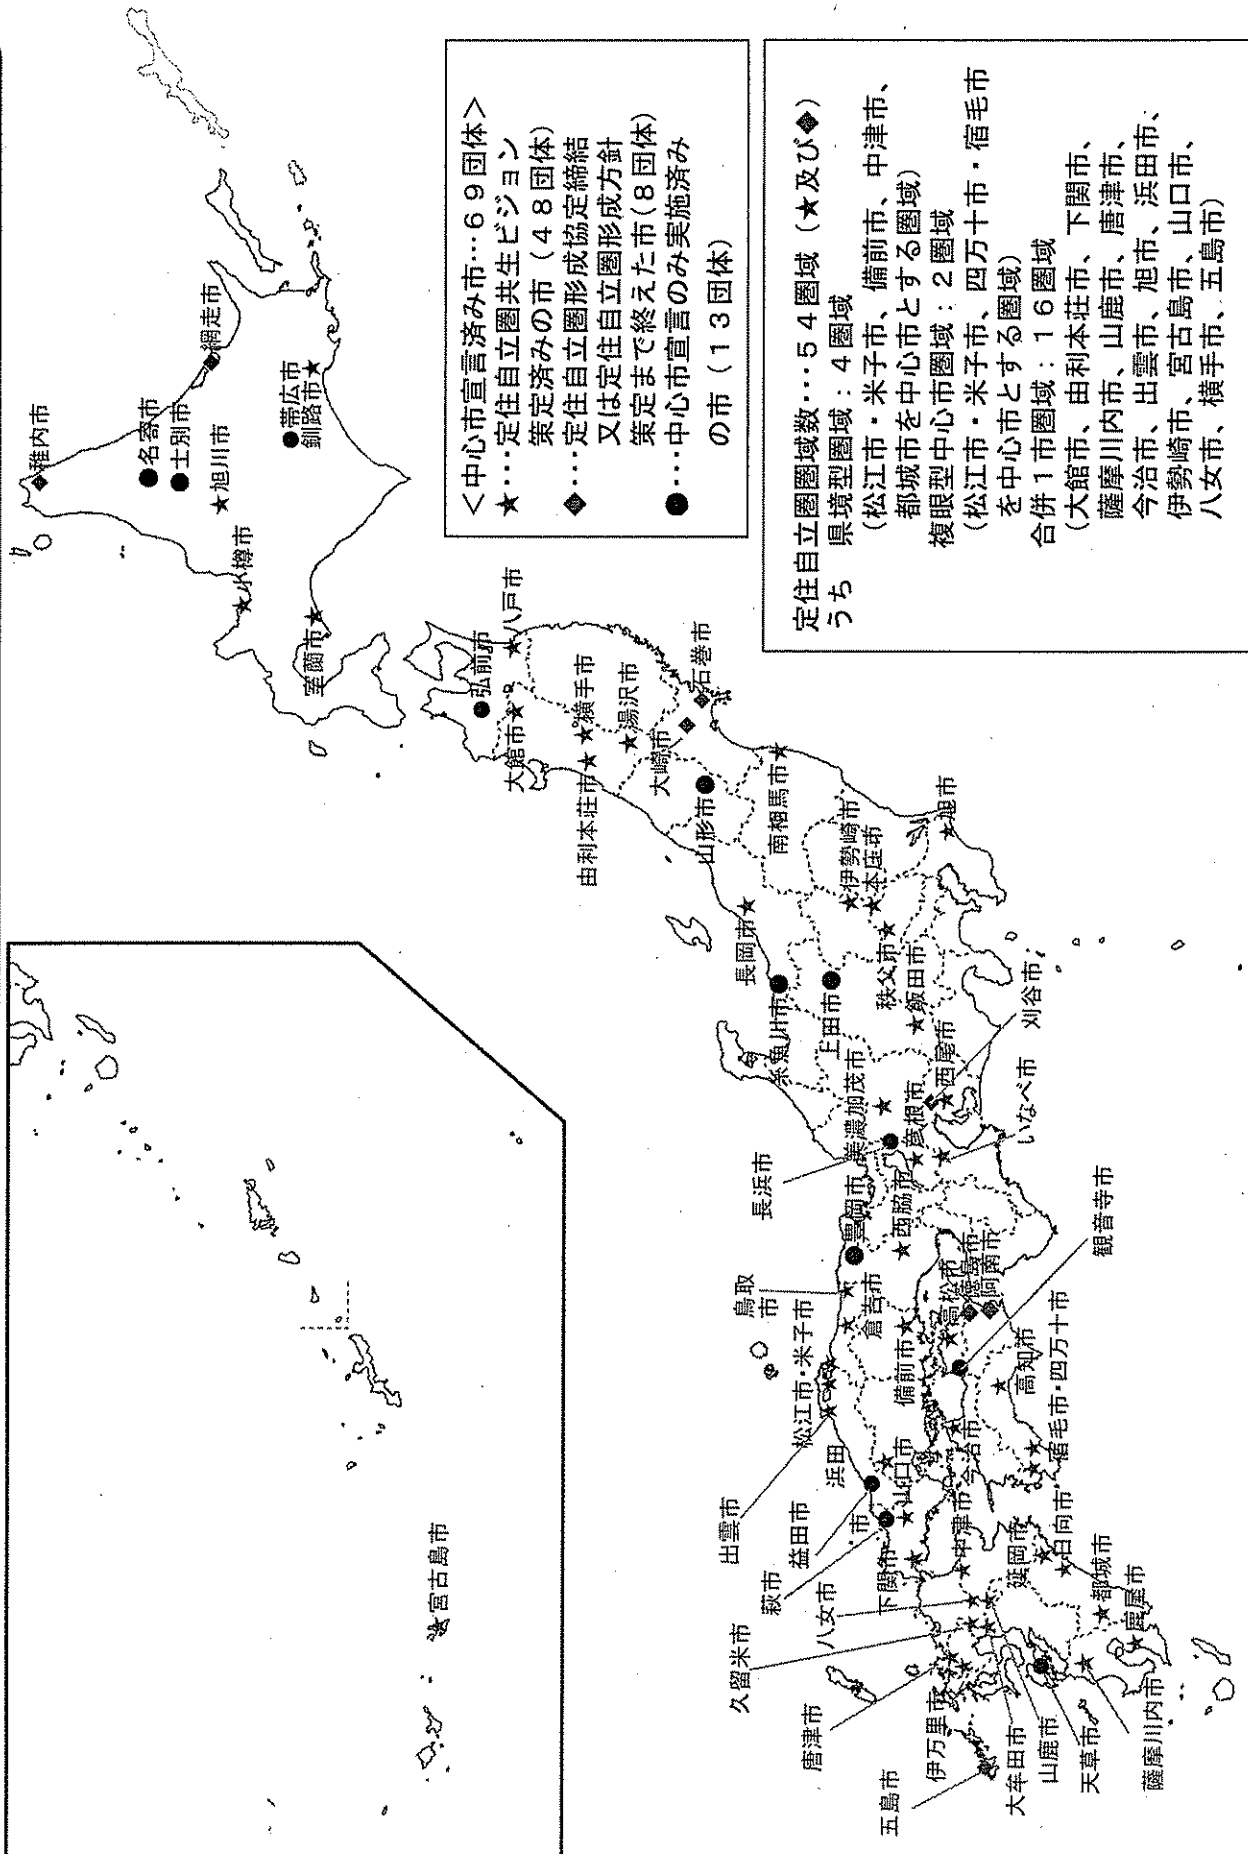 ＜中心市宣言済み市…６９団体＞
★･･･定住自立圏共生ビジョン
策定済みの市（４８団体）
◆･･･定住自立圏形成協定締結
又は定住自立圏形成方針
策定まで終えた市(８団体)
●･･･中心市宣言のみ実施済み
の市（１３団体）
定住自立圏圏域数･･･５４圏域（★及び◆）
うち　県境型圏域：４圏域
(松江市・米子市、備前市、中津市、
都城市を中心市とする圏域)
複眼型中心市圏域：２圏域
(松江市・米子市、四万十市・宿毛市
を中心市とする圏域)
合併１市圏域：１６圏域
(大館市、由利本荘市、下関市、
薩摩川内市、山鹿市、唐津市、
今治市、出雲市、旭市、浜田市、
伊勢崎市、宮古島市、山口市、
八女市、横手市、五島市)
稚内市
名寄市
士別市
旭川市
網走市
帯広市
釧路市
小樽市
室蘭市
弘前市
八戸市
大館市
由利本荘市
横手市
湯沢市
大崎市
石巻市
山形市
南相馬市
長岡市
糸魚川市
上田市
伊勢崎市
本庄市
秩父市
旭市
飯田市
美濃加茂市
西尾市
刈谷市
いなべ市
彦根市
長浜市
豊岡市
西脇市
鳥取
市
倉吉市
松江市・米子市
備前市
高松市
徳島市
阿南市
観音寺市
高知市
宿毛市・四万十市
今治市
出雲市
浜田
市
益田市
萩市
山口市
下関市
中津市
八女市
久留米市
唐津市
伊万里市
五島市
大牟田市
山鹿市
天草市
薩摩川内市
延岡市
日向市
都城市
鹿屋市
宮古島市